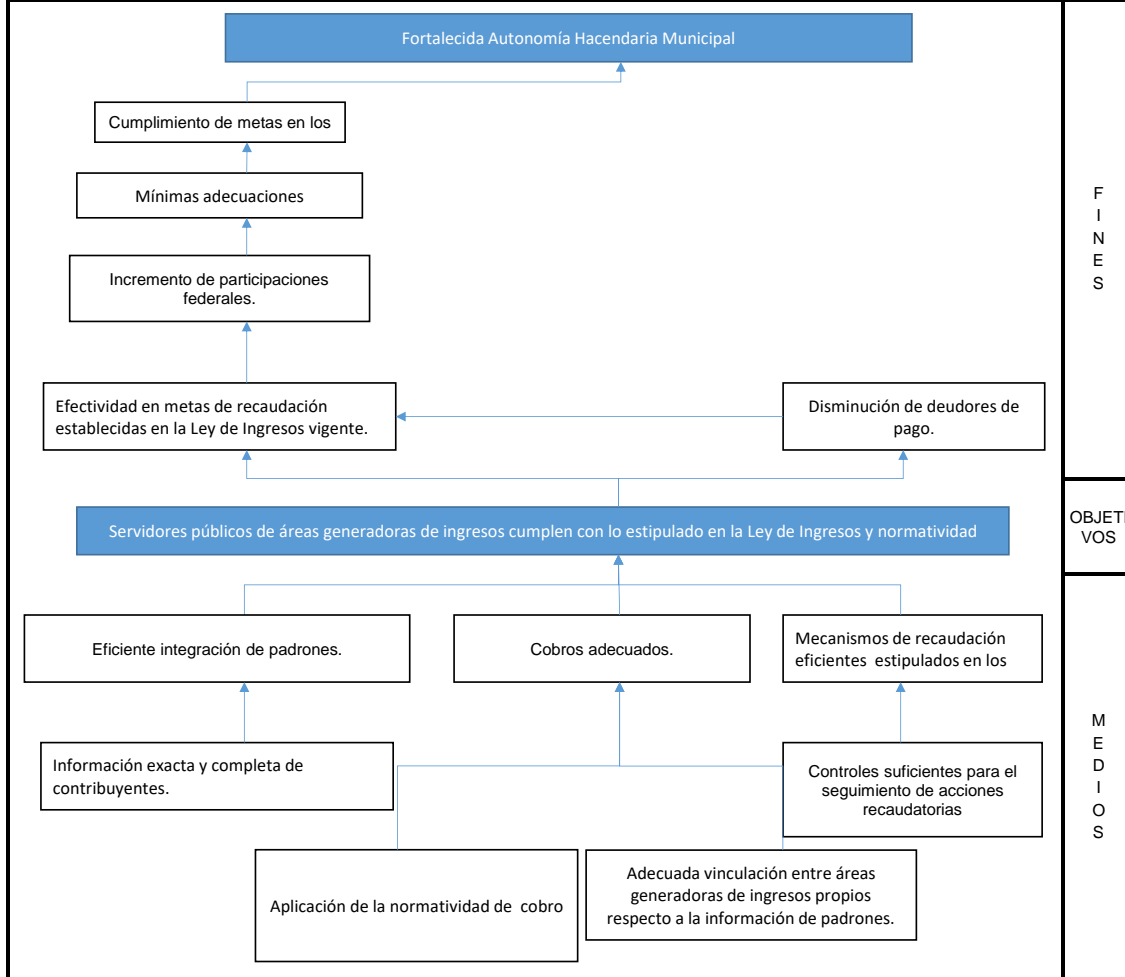 Fortalecida Autonomía Hacendaria Municipal
Cumplimiento de metas en los
Mínimas adecuaciones
Incremento de participaciones
federales.
Efectividad en metas de recaudación
establecidas en la Ley de Ingresos vigente.
Disminución de deudores de
pago.
F
I
N
E
S
Servidores públicos de áreas generadoras de ingresos cumplen con lo estipulado en la Ley de Ingresos y normatividad
OBJETI
VOS
Eficiente integración de padrones.
Cobros adecuados.
Mecanismos de recaudación
eficientes estipulados en los
Información exacta y completa de
contribuyentes.
Controles suficientes para el
seguimiento de acciones
recaudatorias
Aplicación de la normatividad de cobro
Adecuada vinculación entre áreas
generadoras de ingresos propios
respecto a la información de padrones.
M
E
D
I
O
S